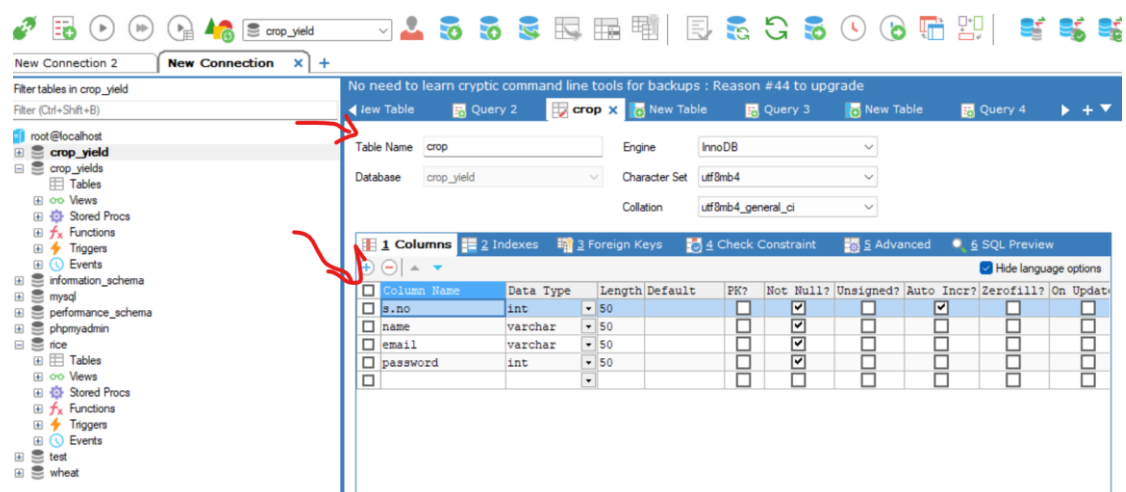 crop_yield
New Connection 2 New Connection x +
Filter tables in crop_yield
Filter (Ctrl+Shift+B)
root@localhost
crop_yield
crop_yields
Tables
Views
Stored Procs
Functions
Triggers
Events
information_schema
mysql
performance_schema
phpmyadmin
rice
Tables
Views
Stored Procs
Functions
Triggers
Events
test
wheat
No need to learn cryptic command line tools for backups : Reason #44 to upgrade
New Table Query 2 crop x New Table Query 3 New Table Query 4
Table Name crop Engine InnoDB
Database crop_yield Character Set utf8mb4
Collation utf8mb4_general_ci
1 Columns 2 Indexes 3 Foreign Keys 4 Check Constraint 5 Advanced 6 SQL Preview
Hide language options
Column Name Data Type Length Default PK? Not Null? Unsigned? Auto Incr? Zerofill? On Update
s.no int 50
name varchar 50
email varchar 50
password int 50